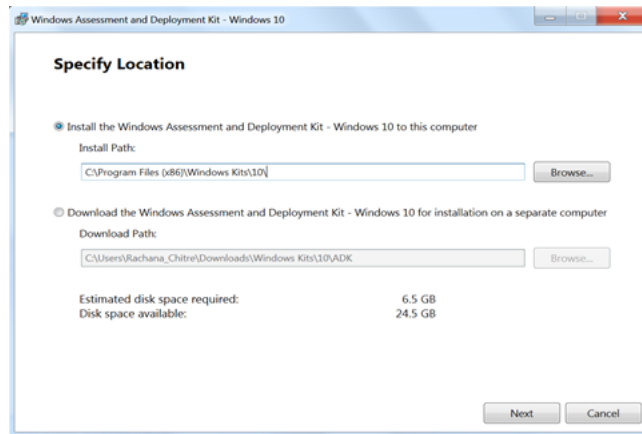 Windows Assessment and Deployment Kit - Windows 10
Specify Location
Install the Windows Assessment and Deployment Kit - Windows 10 to this computer
Install Path:
C:\Program Files (x86)\Windows Kits\10\
Browse...
Download the Windows Assessment and Deployment Kit - Windows 10 for installation on a separate computer
Download Path:
C:\Users\Rachana_Chitre\Downloads\Windows Kits\10\ADK
Browse...
Estimated disk space required: 6.5 GB
Disk space available: 24.5 GB
Next Cancel